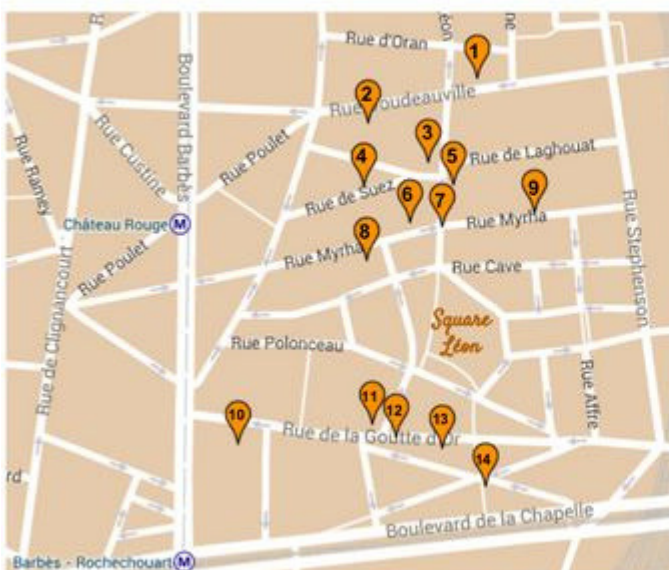 Rue d'Oran
éon
ne
1
2
Rue Doudeauville
Boulevard Barbès
Rue Custine
Rue Poulet
3
4
5
Rue de Laghouat
Rue Ramey
Rue de Suez
6
7
9
Château Rouge M
Rue Myrha
8
Rue Myrha
Rue Poulet
Rue Cave
Rue Stephenson
Rue de Clignancourt
Square
Léon
Rue Polonceau
Rue Affre
10
11
12
13
Rue de la Goutte d'Or
14
rd
Boulevard de la Chapelle
Barbès - Rochechouart M